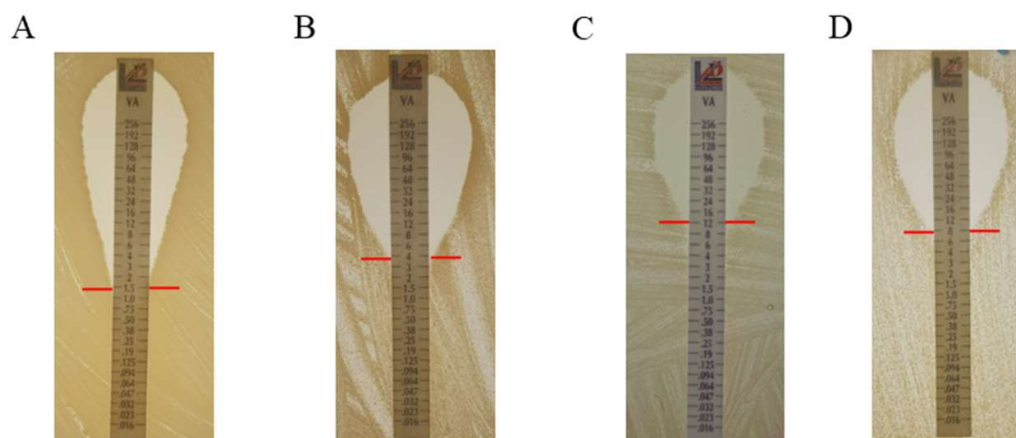 A B C D
VA VA VA VA
256 256 256 256
192 192 192 192
128 128 128 128
96 96 96 96
64 64 64 64
48 48 48 48
32 32 32 32
24 24 24 24
16 16 16 16
12 12 12 12
8 8 8 8
6 6 6 6
4 4 4 4
3 3 3 3
2 2 2 2
1.5 1.5 1.5 1.5
1.0 1.0 1.0 1.0
.75 .75 .75 .75
.50 .50 .50 .50
.38 .38 .38 .38
.25 .25 .25 .25
.19 .19 .19 .19
.125 .125 .125 .125
.094 .094 .094 .094
.064 .064 .064 .064
.047 .047 .047 .047
.032 .032 .032 .032
.023 .023 .023 .023
.016 .016 .016 .016